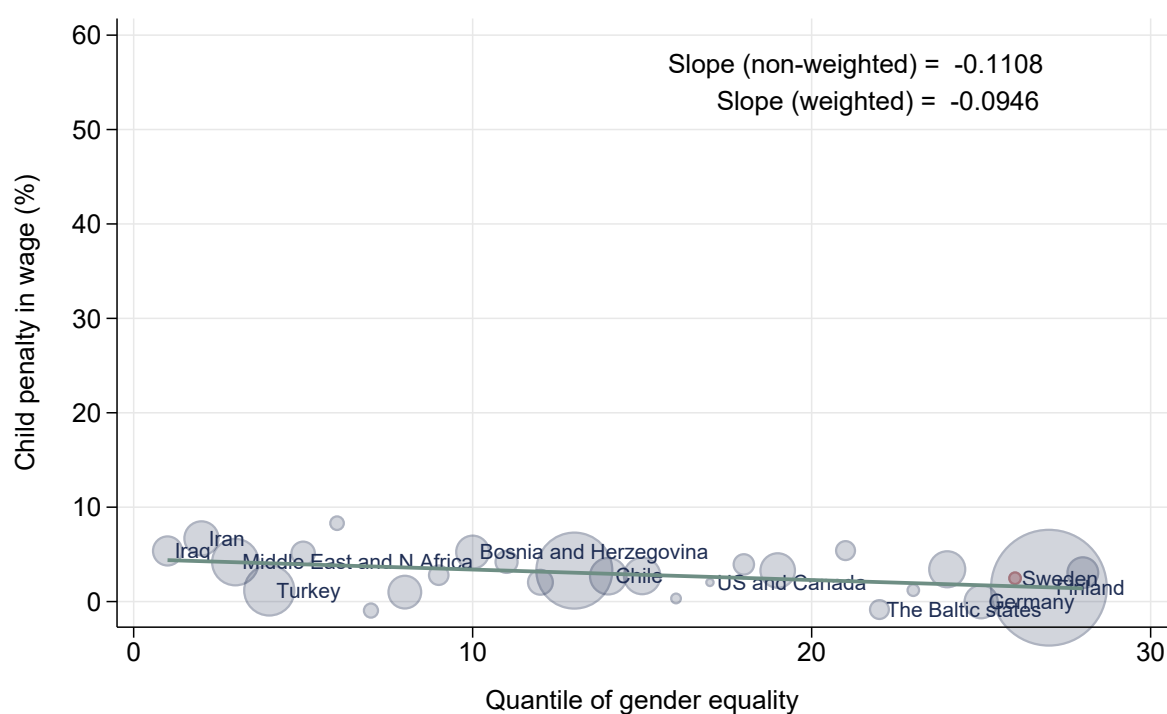 Slope (non-weighted) = -0.1108
Slope (weighted) = -0.0946
Child penalty in wage (%)
60
50
40
30
20
10
0
Iraq
Iran
Middle East and N Africa
Turkey
Bosnia and Herzegovina
Chile
US and Canada
The Baltic states
Germany
Sweden
Finland
0
10
20
30
Quantile of gender equality